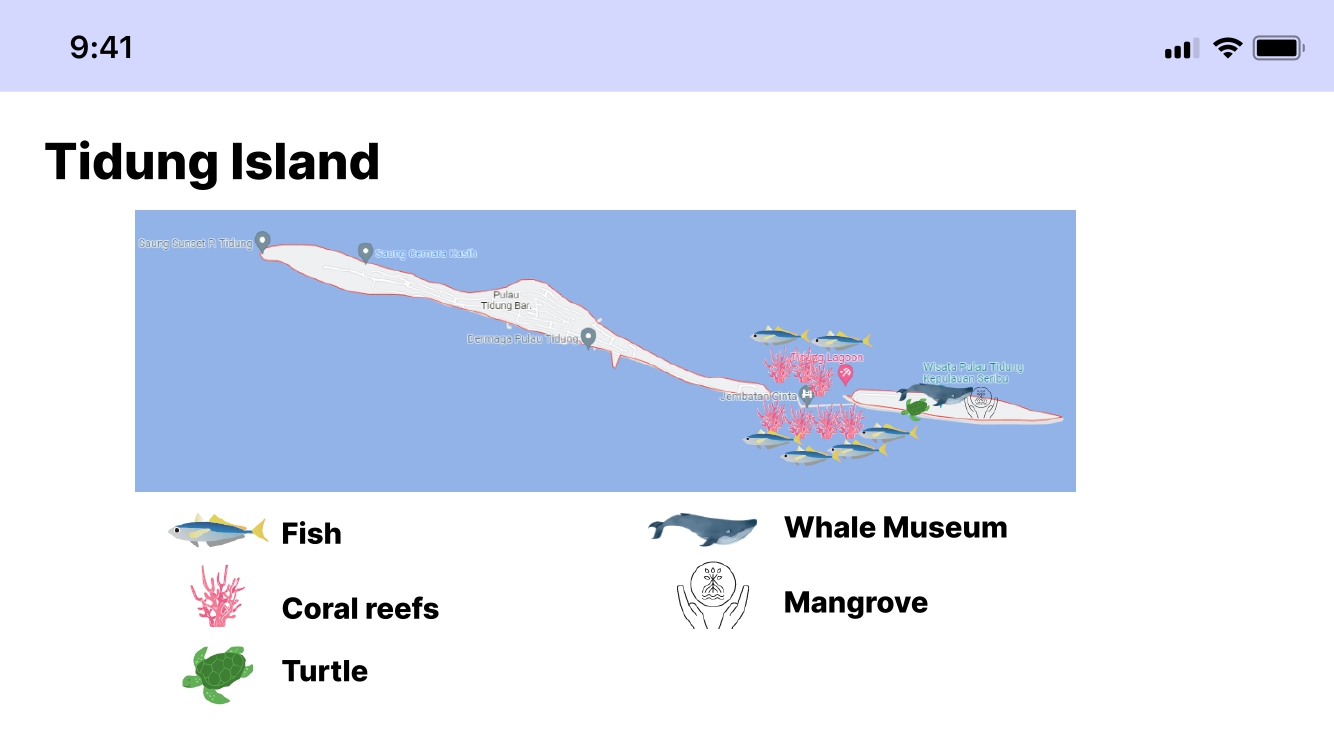 9:41
Tidung Island
Saung Sunset P. Tidung
Saung Cemara Kasih
Pulau
Tidung Bar.
Dermaga Pulau Tidung
Tidung Lagoon
Wisata Pulau Tidung
Kepulauan Seribu
Jembatan Cinta
Fish
Whale Museum
Coral reefs
Mangrove
Turtle